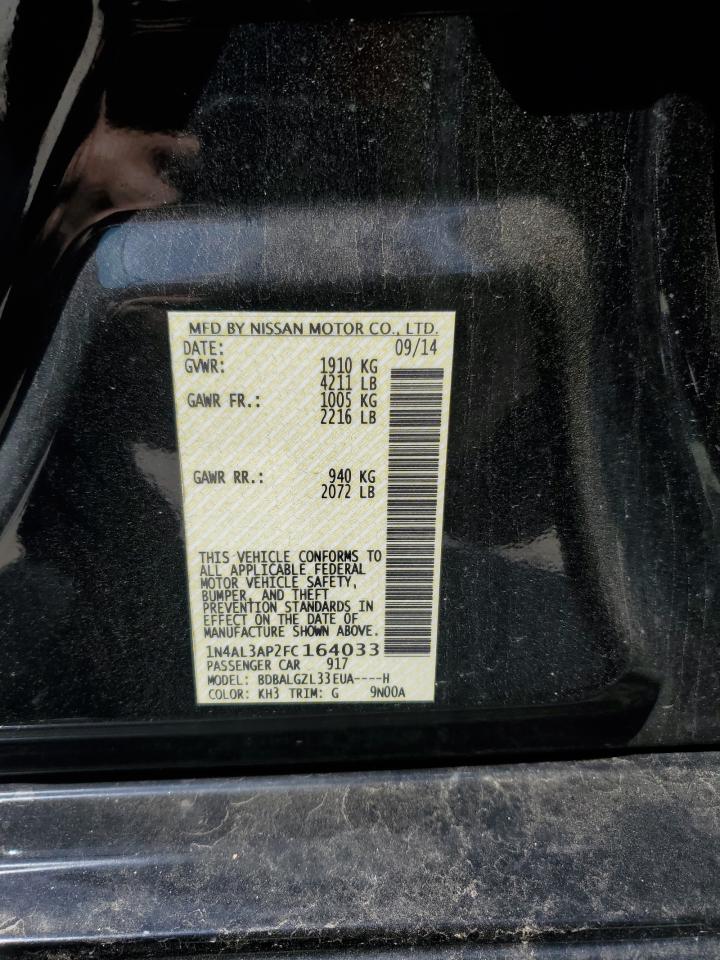 MFD BY NISSAN MOTOR CO., LTD.
DATE: 09/14
GVWR: 1910 KG
4211 LB
GAWR FR.: 1005 KG
2216 LB
GAWR RR.: 940 KG
2072 LB
THIS VEHICLE CONFORMS TO
ALL APPLICABLE FEDERAL
MOTOR VEHICLE SAFETY,
BUMPER, AND THEFT
PREVENTION STANDARDS IN
EFFECT ON THE DATE OF
MANUFACTURE SHOWN ABOVE.
1N4AL3AP2FC164033
PASSENGER CAR 917
MODEL: BDBALGZL33EUA----H
COLOR: KH3 TRIM: G 9N00A